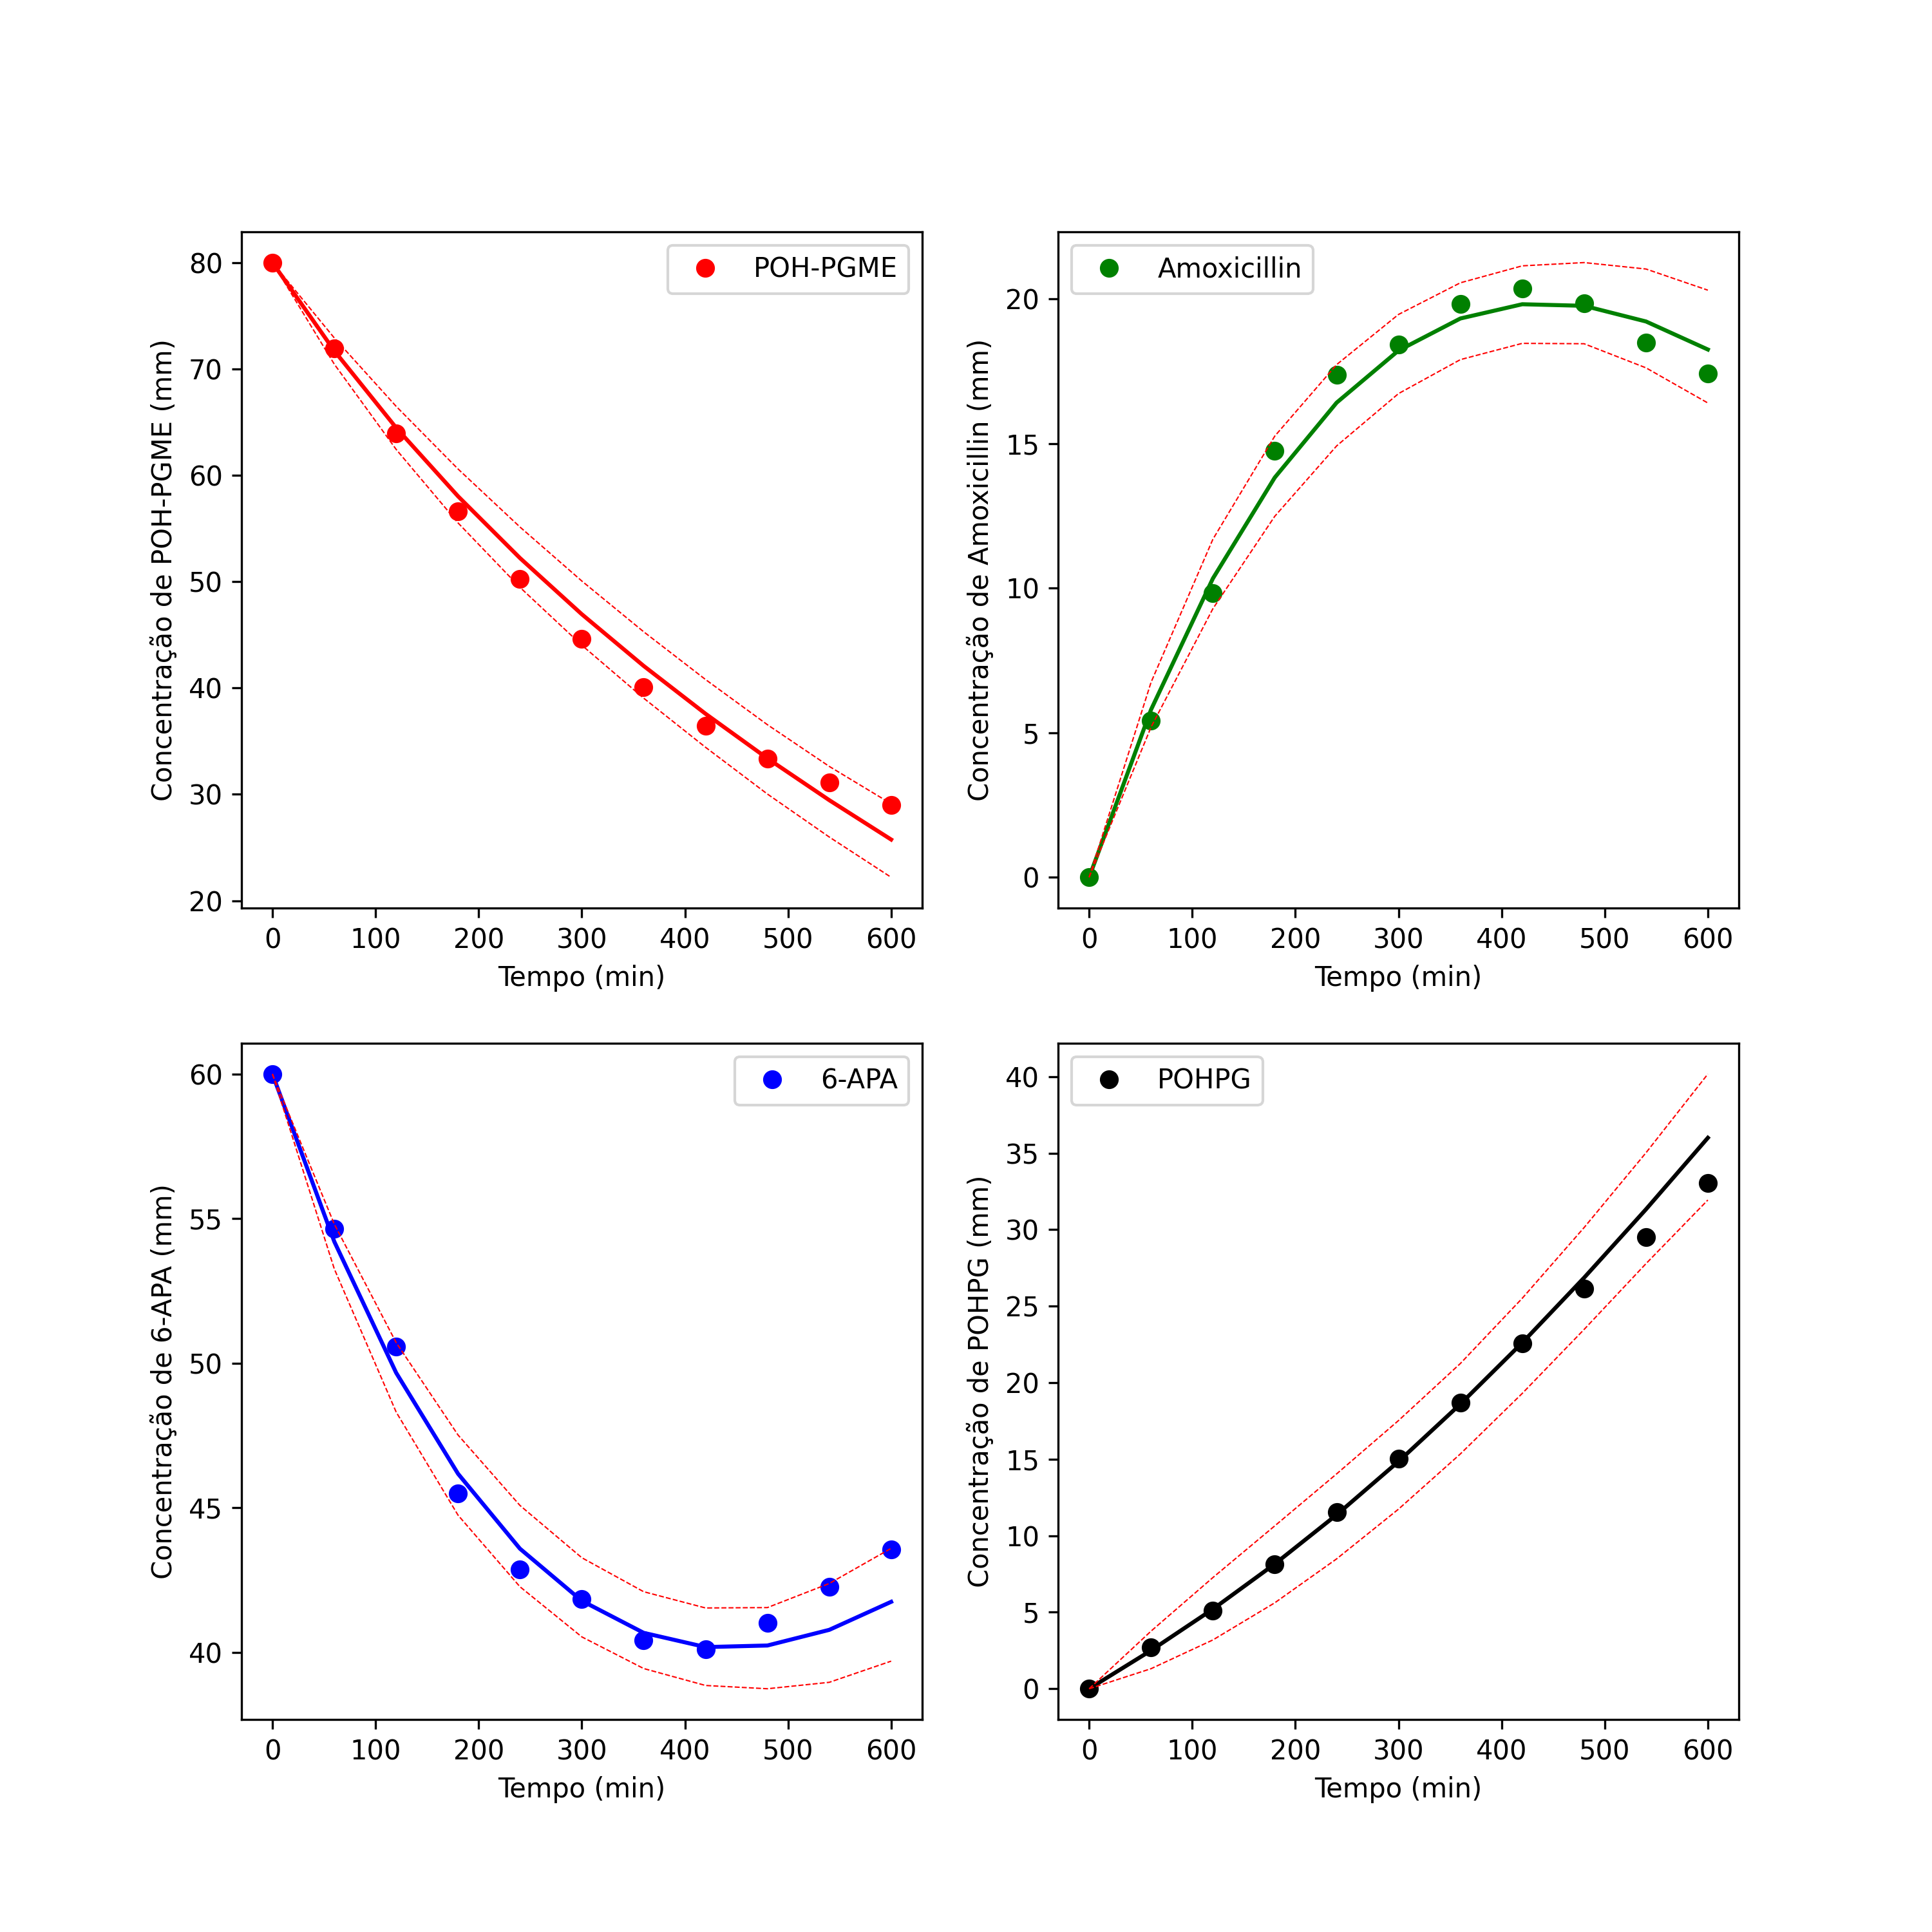 POH-PGME
Concentração de POH-PGME (mm)
80
70
60
50
40
30
20
0 100 200 300 400 500 600
Tempo (min)
Amoxicillin
Concentração de Amoxicillin (mm)
20
15
10
5
0
0 100 200 300 400 500 600
Tempo (min)
6-APA
Concentração de 6-APA (mm)
60
55
50
45
40
0 100 200 300 400 500 600
Tempo (min)
POHPG
Concentração de POHPG (mm)
40
35
30
25
20
15
10
5
0
0 100 200 300 400 500 600
Tempo (min)